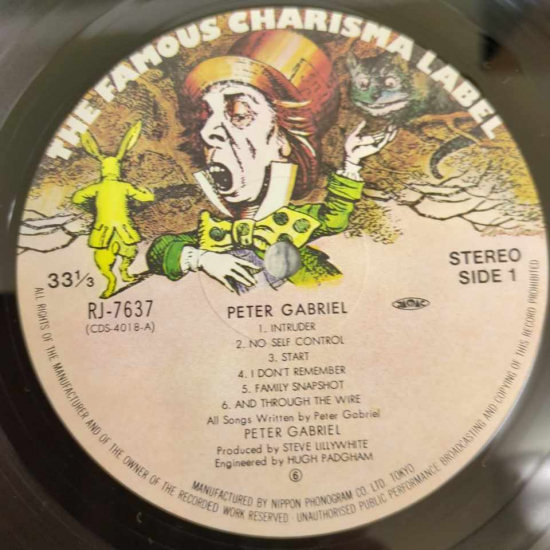 THE FAMOUS CHARISMA LABEL
33 1/3
STEREO
SIDE 1
RJ-7637
(CDS-4018-A)
PETER GABRIEL
1. INTRUDER
2. NO SELF CONTROL
3. START
4. I DON'T REMEMBER
5. FAMILY SNAPSHOT
6. AND THROUGH THE WIRE
All Songs Written by Peter Gabriel
PETER GABRIEL
Produced by STEVE LILLYWHITE
Engineered by HUGH PADGHAM
6
ALL RIGHTS OF THE MANUFACTURER AND OF THE OWNER OF THE RECORDED WORK RESERVED · UNAUTHORISED PUBLIC PERFORMANCE BROADCASTING AND COPYING OF THIS RECORD PROHIBITED
MANUFACTURED BY NIPPON PHONOGRAM CO. LTD. TOKYO